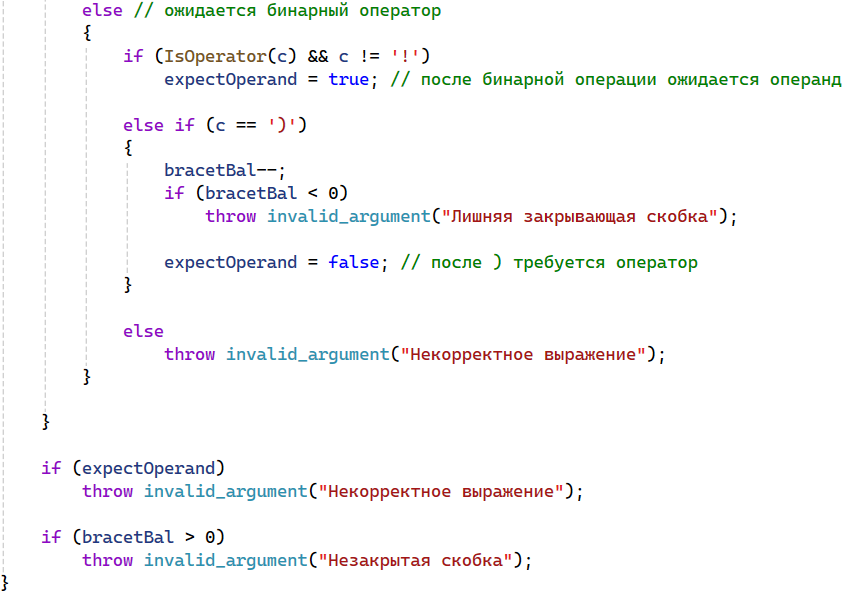 else // ожидается бинарный оператор
{
if (IsOperator(c) && c != '!')
expectOperand = true; // после бинарной операции ожидается операнд
else if (c == ')')
{
bracetBal--;
if (bracetBal < 0)
throw invalid_argument("Лишняя закрывающая скобка");
expectOperand = false; // после ) требуется оператор
}
else
throw invalid_argument("Некорректное выражение");
}
}
if (expectOperand)
throw invalid_argument("Некорректное выражение");
if (bracetBal > 0)
throw invalid_argument("Незакрытая скобка");
}